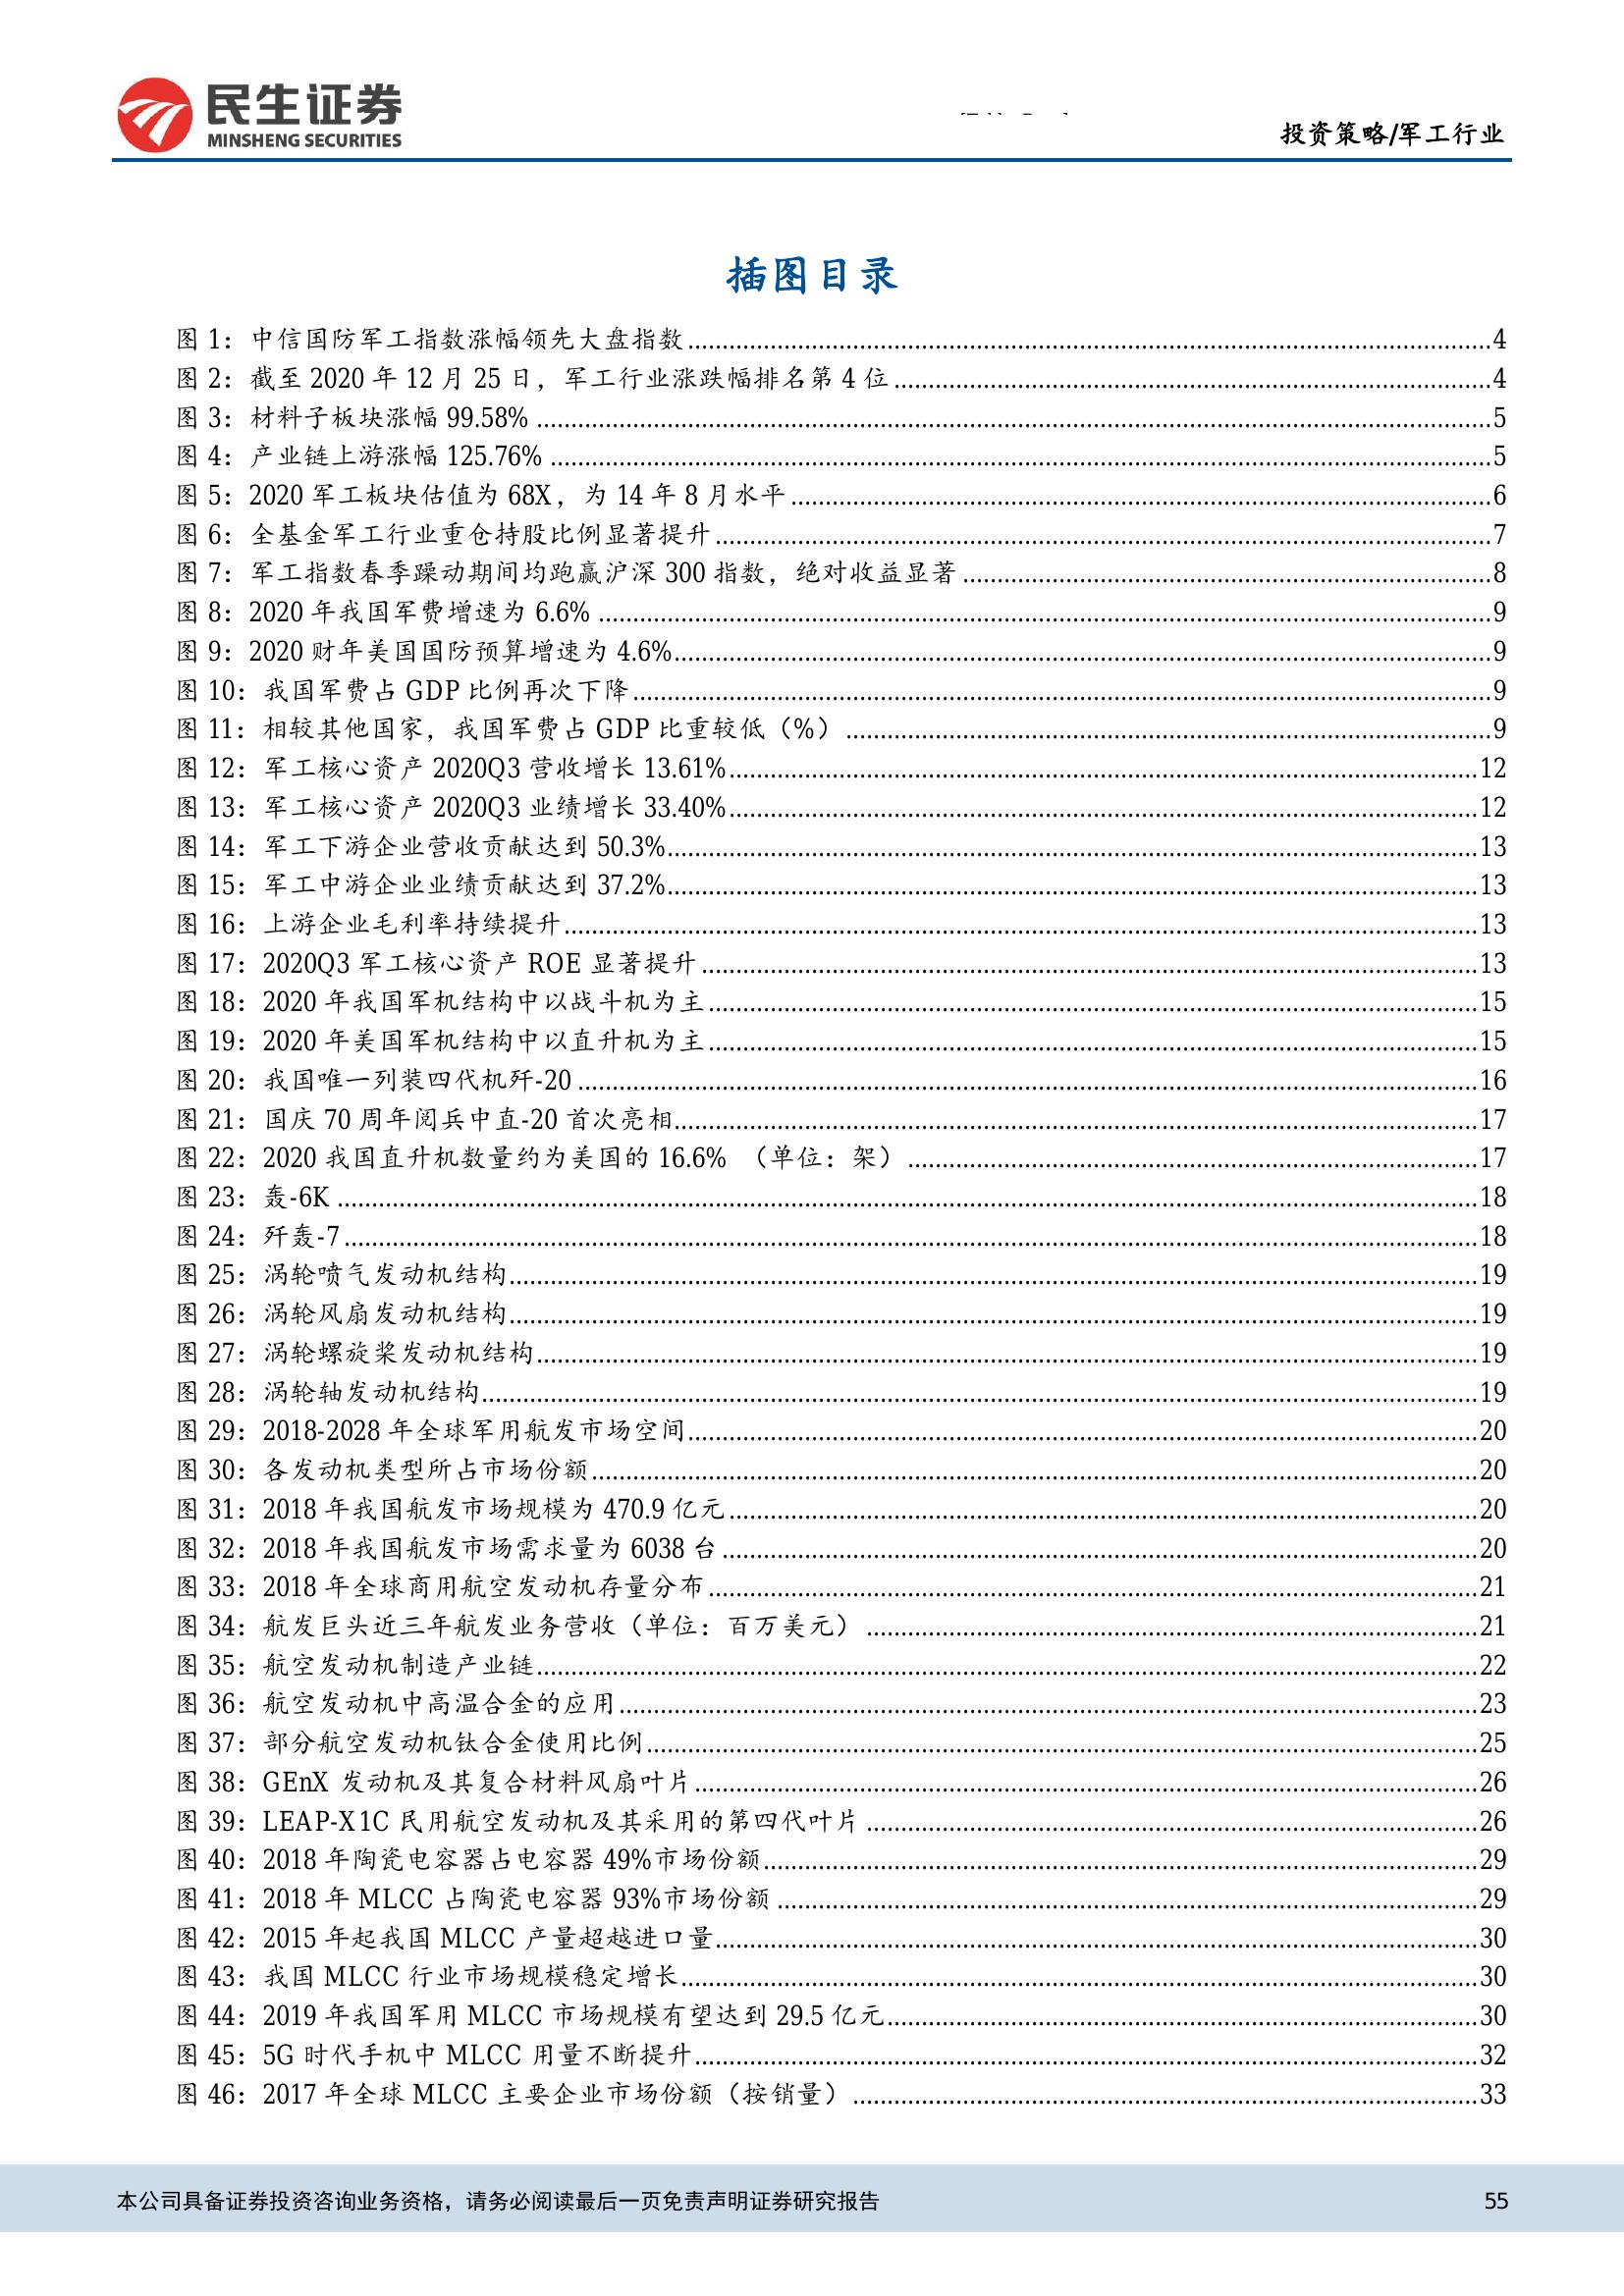 民生证券
MINSHENG SECURITIES
投资策略/军工行业
插图目录
图 1：中信国防军工指数涨幅领先大盘指数........4
图 2：截至 2020 年 12 月 25 日，军工行业涨跌幅排名第 4 位........4
图 3：材料子板块涨幅 99.58%........5
图 4：产业链上游涨幅 125.76%........5
图 5：2020 军工板块估值为 68X，为 14 年 8 月水平........6
图 6：全基金军工行业重仓持股比例显著提升........7
图 7：军工指数春季躁动期间均跑赢沪深 300 指数，绝对收益显著........8
图 8：2020 年我国军费增速为 6.6%........9
图 9：2020 财年美国国防预算增速为 4.6%........9
图 10：我国军费占 GDP 比例再次下降........9
图 11：相较其他国家，我国军费占 GDP 比重较低（%）........9
图 12：军工核心资产 2020Q3 营收增长 13.61%........12
图 13：军工核心资产 2020Q3 业绩增长 33.40%........12
图 14：军工下游企业营收贡献达到 50.3%........13
图 15：军工中游企业业绩贡献达到 37.2%........13
图 16：上游企业毛利率持续提升........13
图 17：2020Q3 军工核心资产 ROE 显著提升........13
图 18：2020 年我国军机结构中以战斗机为主........15
图 19：2020 年美国军机结构中以直升机为主........15
图 20：我国唯一列装四代机歼-20........16
图 21：国庆 70 周年阅兵中直-20 首次亮相........17
图 22：2020 我国直升机数量约为美国的 16.6% （单位：架）........17
图 23：轰-6K........18
图 24：歼轰-7........18
图 25：涡轮喷气发动机结构........19
图 26：涡轮风扇发动机结构........19
图 27：涡轮螺旋桨发动机结构........19
图 28：涡轮轴发动机结构........19
图 29：2018-2028 年全球军用航发市场空间........20
图 30：各发动机类型所占市场份额........20
图 31：2018 年我国航发市场规模为 470.9 亿元........20
图 32：2018 年我国航发市场需求量为 6038 台........20
图 33：2018 年全球商用航空发动机存量分布........21
图 34：航发巨头近三年航发业务营收（单位：百万美元）........21
图 35：航空发动机制造产业链........22
图 36：航空发动机中高温合金的应用........23
图 37：部分航空发动机钛合金使用比例........25
图 38：GEnX 发动机及其复合材料风扇叶片........26
图 39：LEAP-X1C 民用航空发动机及其采用的第四代叶片........26
图 40：2018 年陶瓷电容器占电容器 49%市场份额........29
图 41：2018 年 MLCC 占陶瓷电容器 93%市场份额........29
图 42：2015 年起我国 MLCC 产量超越进口量........30
图 43：我国 MLCC 行业市场规模稳定增长........30
图 44：2019 年我国军用 MLCC 市场规模有望达到 29.5 亿元........30
图 45：5G 时代手机中 MLCC 用量不断提升........32
图 46：2017 年全球 MLCC 主要企业市场份额（按销量）........33
本公司具备证券投资咨询业务资格，请务必阅读最后一页免责声明证券研究报告 55